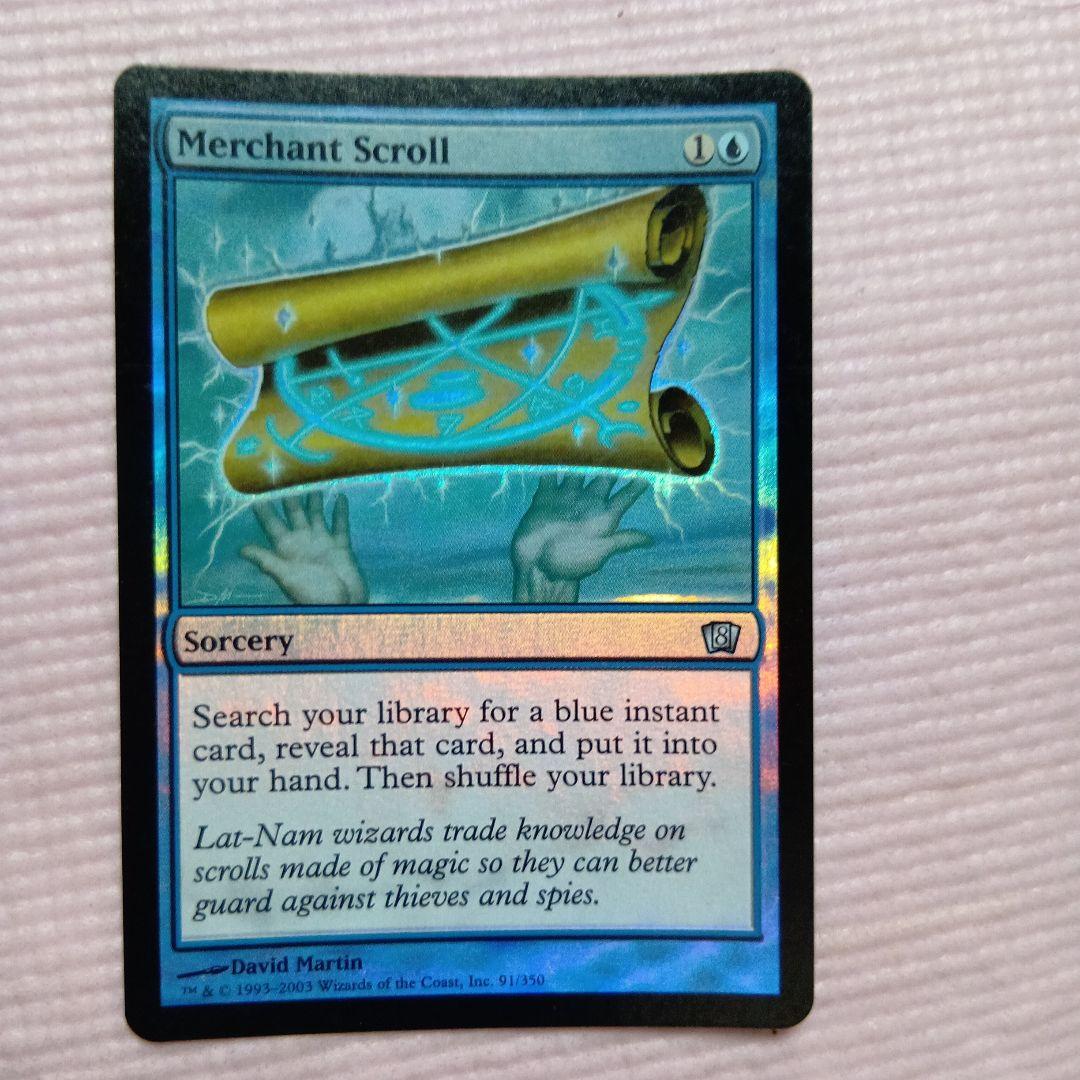 Merchant Scroll 1
Sorcery 8
Search your library for a blue instant
card, reveal that card, and put it into
your hand. Then shuffle your library.
Lat-Nam wizards trade knowledge on
scrolls made of magic so they can better
guard against thieves and spies.
David Martin
™ & © 1993–2003 Wizards of the Coast, Inc. 91/350